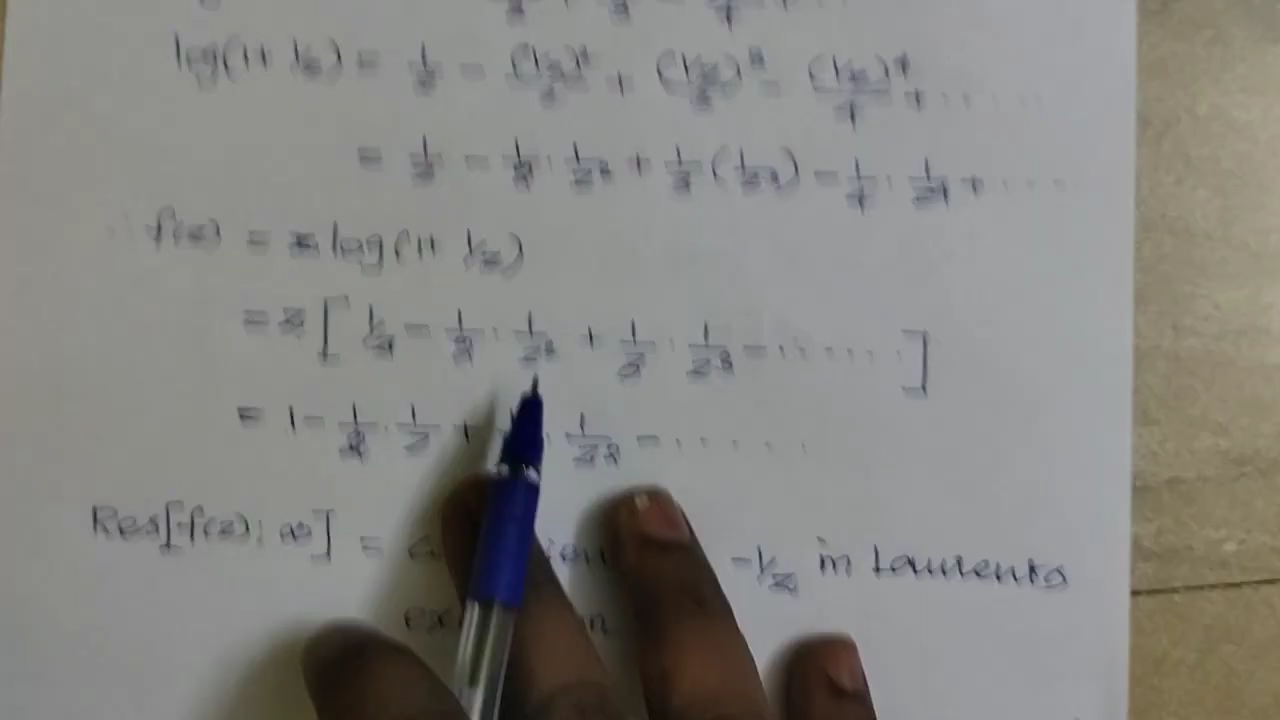 log(1+ 1/z) = 1/z - (1/z)²/2 + (1/z)³/3 - (1/z)⁴/4 + ......
= 1/z - 1/2 · 1/z² + 1/3 (1/z³) - 1/4 · 1/z⁴ + ......
f(z) = z log(1+ 1/z)
= z [ 1/z - 1/2 · 1/z² + 1/3 · 1/z³ - ...... ]
= 1 - 1/2 · 1/z + · 1/z² - ......
Res[f(z); ∞] = -1/z in Laurents